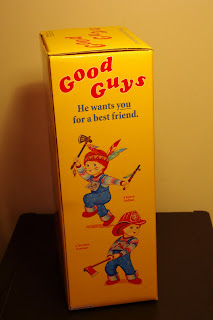 Good
Guys
He wants you
for a best friend.